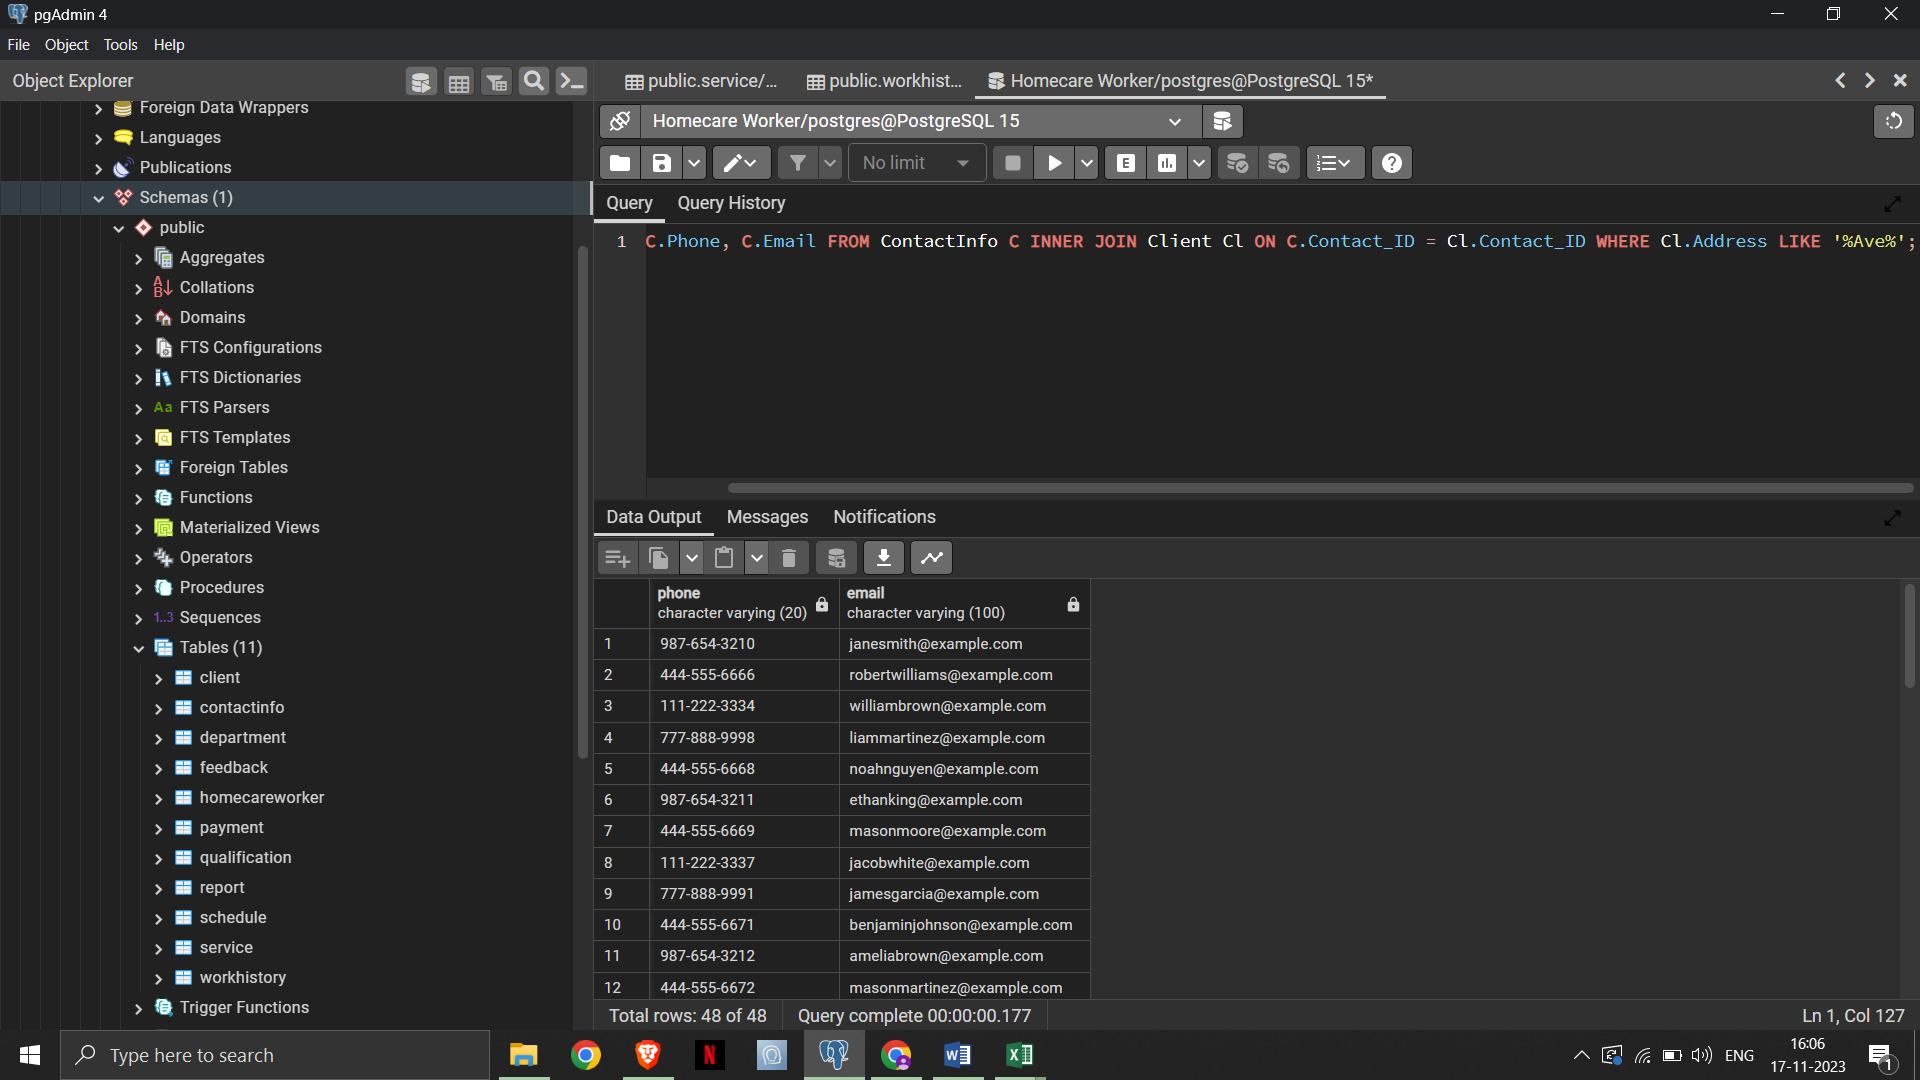 pgAdmin 4
File Object Tools Help
Object Explorer
public.service/...
public.workhist...
Homecare Worker/postgres@PostgreSQL 15*
Homecare Worker/postgres@PostgreSQL 15
No limit
E
Query
Query History
1
C.Phone, C.Email FROM ContactInfo C INNER JOIN Client Cl ON C.Contact_ID = Cl.Contact_ID WHERE Cl.Address LIKE '%Ave%';
Foreign Data Wrappers
Languages
Publications
Schemas (1)
public
Aggregates
Collations
Domains
FTS Configurations
FTS Dictionaries
Aa FTS Parsers
FTS Templates
Foreign Tables
Functions
Materialized Views
Operators
Procedures
1..3 Sequences
Tables (11)
client
contactinfo
department
feedback
homecareworker
payment
qualification
report
schedule
service
workhistory
Trigger Functions
Data Output Messages Notifications
phone
character varying (20)
email
character varying (100)
1 987-654-3210 janesmith@example.com
2 444-555-6666 robertwilliams@example.com
3 111-222-3334 williambrown@example.com
4 777-888-9998 liammartinez@example.com
5 444-555-6668 noahnguyen@example.com
6 987-654-3211 ethanking@example.com
7 444-555-6669 masonmoore@example.com
8 111-222-3337 jacobwhite@example.com
9 777-888-9991 jamesgarcia@example.com
10 444-555-6671 benjaminjohnson@example.com
11 987-654-3212 ameliabrown@example.com
12 444-555-6672 masonmartinez@example.com
Total rows: 48 of 48
Query complete 00:00:00.177
Ln 1, Col 127
Type here to search
ENG
16:06
17-11-2023
1